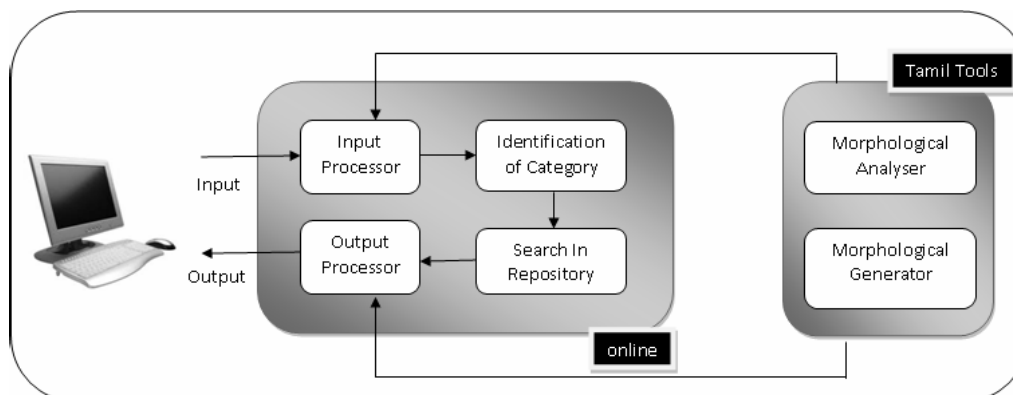 Tamil Tools
Input
Processor
Identification
of Category
Morphological
Analyser
Input
Output
Processor
Search In
Repository
Morphological
Generator
Output
online